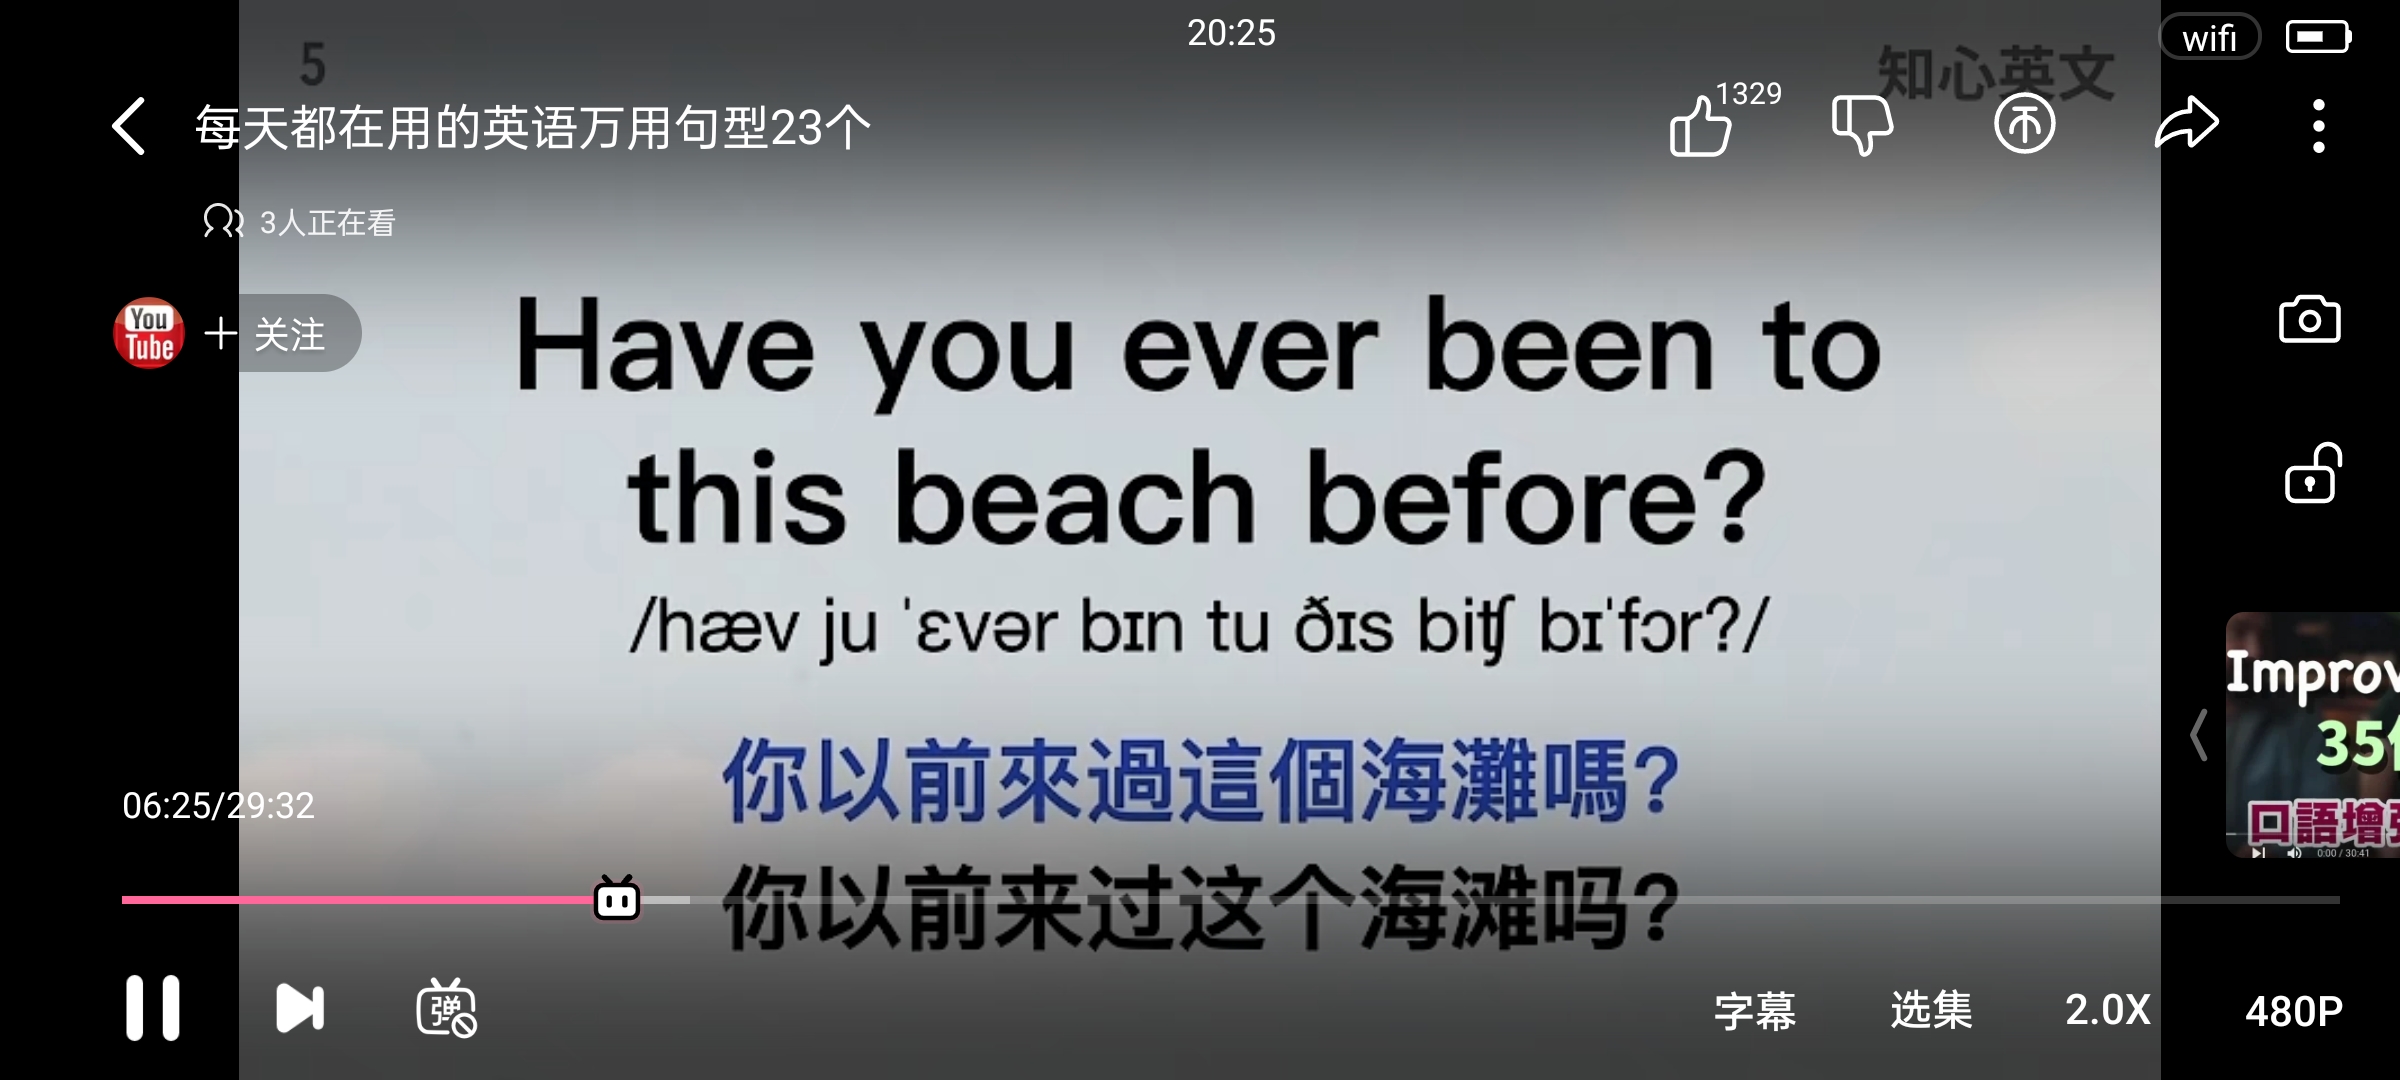 20:25
wifi
5
知心英文
每天都在用的英语万用句型23个
1329
3人正在看
You
Tube
关注
Have you ever been to
this beach before?
/hæv ju ˈɛvər bɪn tu ðɪs biʧ bɪˈfɔr?/
你以前來過這個海灘嗎?
你以前来过这个海滩吗?
Improv
35
口語增
0:00 / 30:41
06:25/29:32
弹
字幕
选集
2.0X
480P